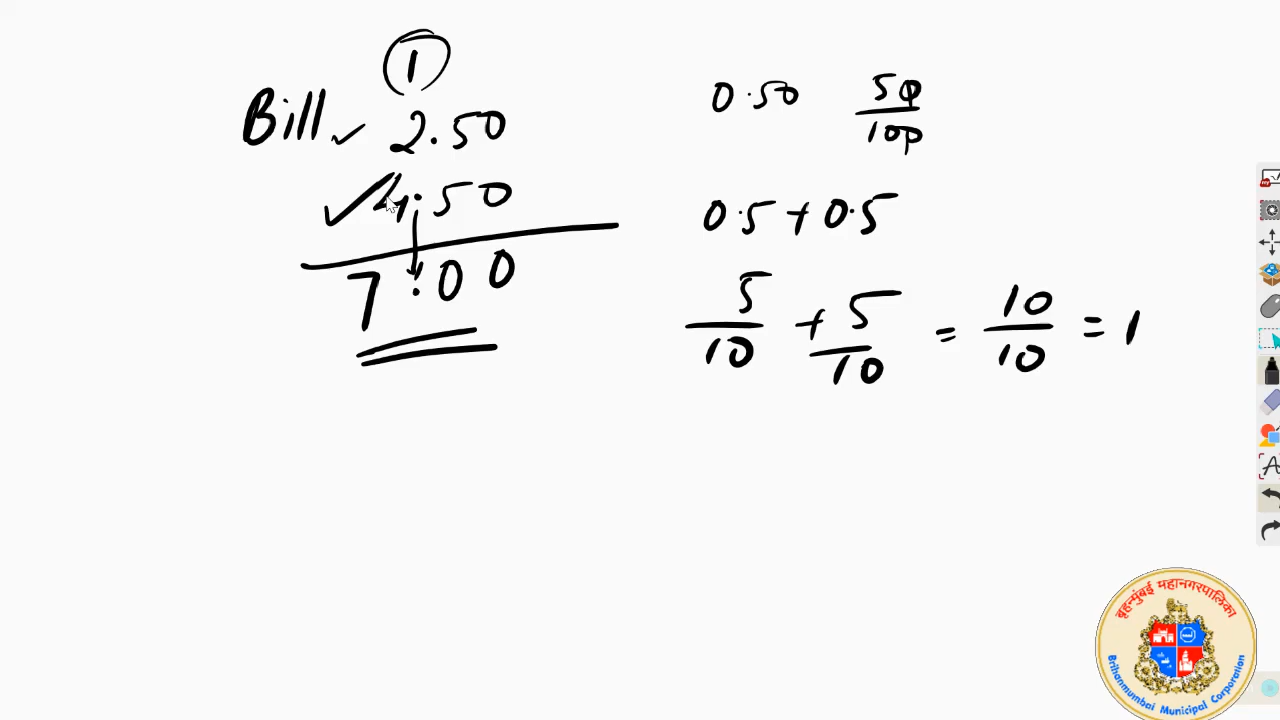 ①
Bill ✓ 2.50
✓ 4.50
7.00
0.50 50/100
0.5 + 0.5
5/10 + 5/10 = 10/10 = 1
बृहन्मुंबई महानगरपालिका
Brihanmumbai Municipal Corporation